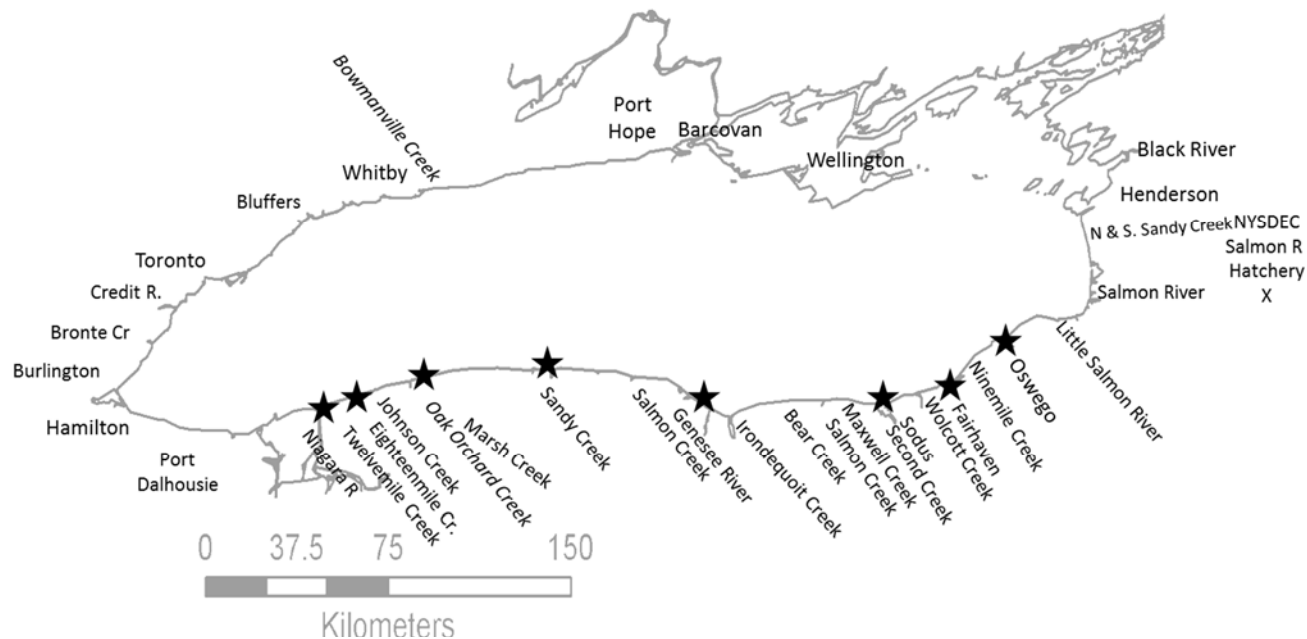 Bowmanville Creek
Port
Hope
Barcovan
Whitby
Wellington
Black River
Bluffers
Henderson
N & S. Sandy Creek
NYSDEC
Salmon R
Hatchery
X
Toronto
Credit R.
Salmon River
Bronte Cr
Little Salmon River
Burlington
Hamilton
Port
Dalhousie
Niagara R
Twelvemile Creek
Eighteenmile Cr.
Johnson Creek
Oak Orchard Creek
Marsh Creek
Sandy Creek
Salmon Creek
Genesee River
Irondequoit Creek
Bear Creek
Salmon Creek
Maxwell Creek
Second Creek
Sodus
Wolcott Creek
Fairhaven
Ninemile Creek
Oswego
0 37.5 75 150
Kilometers